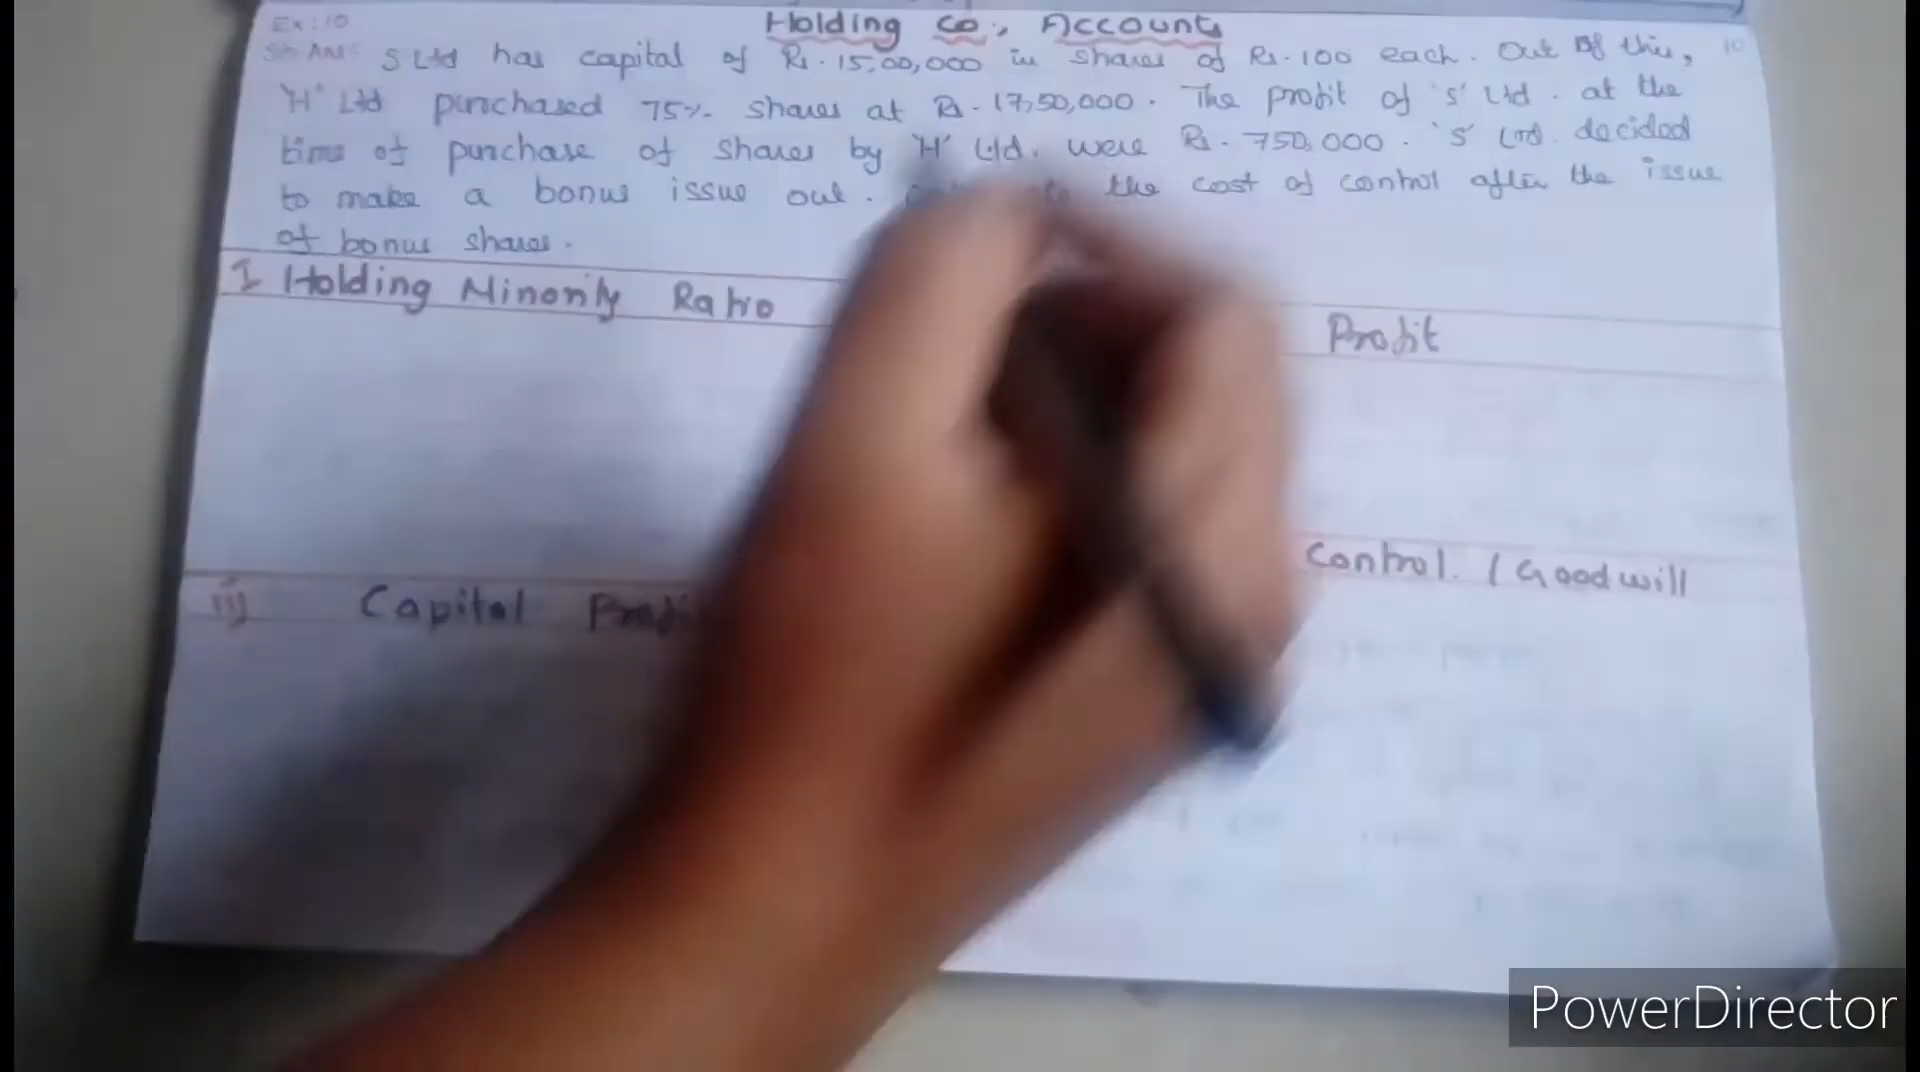 Ex:10
Holding Co., Accounts
S Ltd has capital of Rs. 15,00,000 in shares of Rs. 100 each. Out of this, 10
'H' Ltd purchased 75% shares at Rs. 17,50,000. The profit of 'S' Ltd. at the
time of purchase of shares by 'H' Ltd. were Rs. 750,000. 'S' Ltd. decided
to make a bonus issue out. the cost of control after the issue
of bonus shares.
I Holding Minority Ratio
Profit
Control. / Goodwill
iii) Capital Profit
PowerDirector